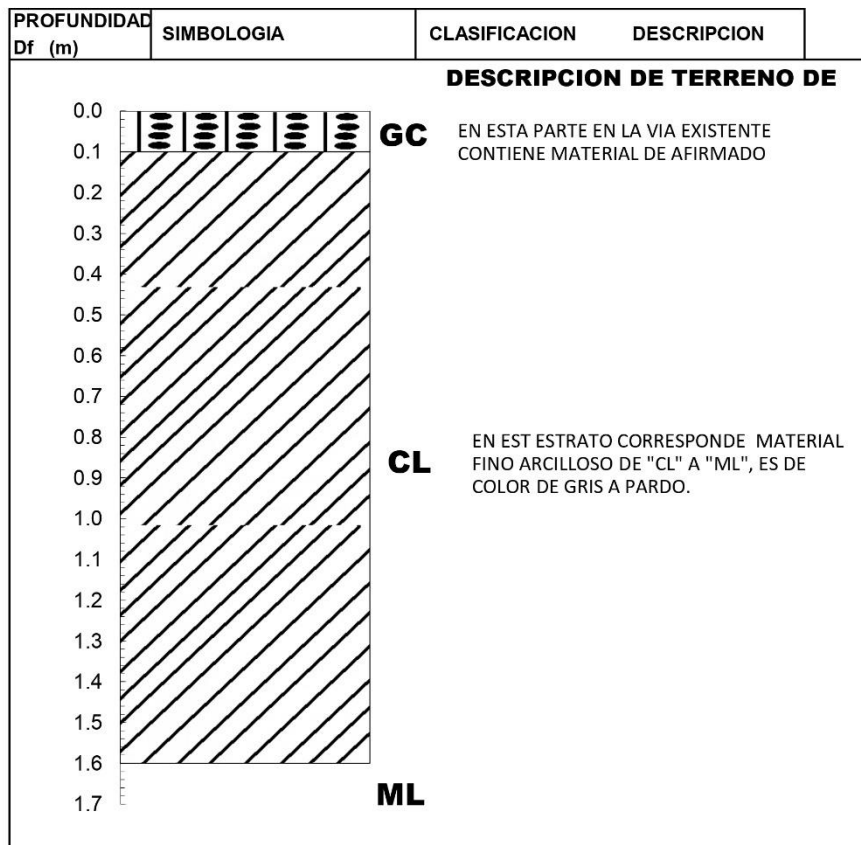 PROFUNDIDAD
Df (m)
SIMBOLOGIA
CLASIFICACION DESCRIPCION
DESCRIPCION DE TERRENO DE
0.0
GC
EN ESTA PARTE EN LA VIA EXISTENTE
CONTIENE MATERIAL DE AFIRMADO
0.1
0.2
0.3
0.4
0.5
0.6
0.7
0.8
EN EST ESTRATO CORRESPONDE MATERIAL
FINO ARCILLOSO DE "CL" A "ML", ES DE
COLOR DE GRIS A PARDO.
CL
0.9
1.0
1.1
1.2
1.3
1.4
1.5
1.6
ML
1.7